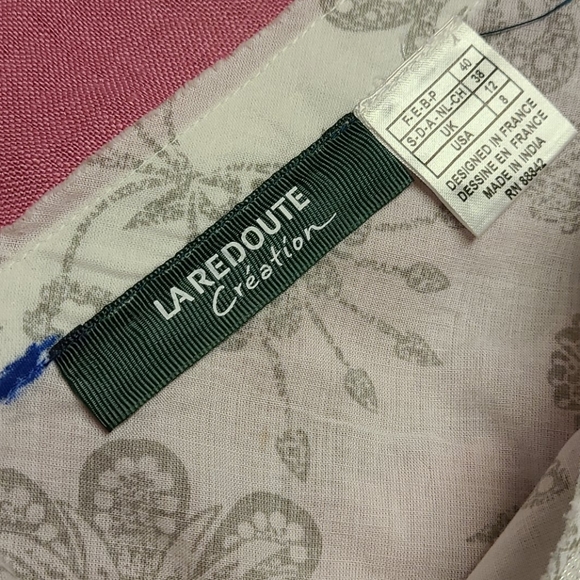 LA REDOUTE
Création
F-E-B-P 40
S-D-A-NL-CH 38
UK 12
USA 8
DESIGNED IN FRANCE
DESSINE EN FRANCE
MADE IN INDIA
RN 88842